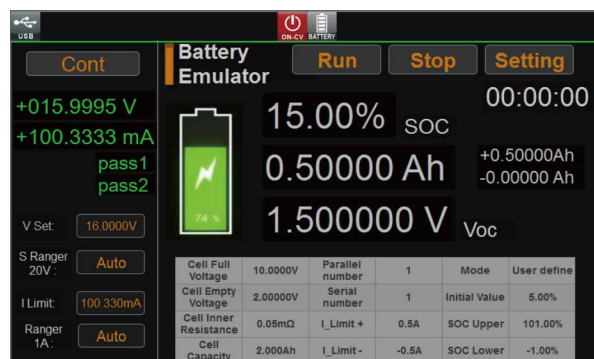 USB
ON-CV
BATTERY
Cont
+015.9995 V
+100.3333 mA
pass1
pass2
V Set:
16.0000V
S Ranger
20V :
Auto
I Limit:
100.330mA
Ranger
1A :
Auto
Battery
Emulator
Run
Stop
Setting
00:00:00
15.00% SOC
0.50000 Ah
+0.50000Ah
-0.00000 Ah
1.500000 V Voc
74 %
Cell Full
Voltage
10.0000V
Parallel
number
1
Mode
User define
Cell Empty
Voltage
2.00000V
Serial
number
1
Initial Value
5.00%
Cell Inner
Resistance
0.05mΩ
I_Limit +
0.5A
SOC Upper
101.00%
Cell
Capacity
2.000Ah
I_Limit -
-0.5A
SOC Lower
-1.00%